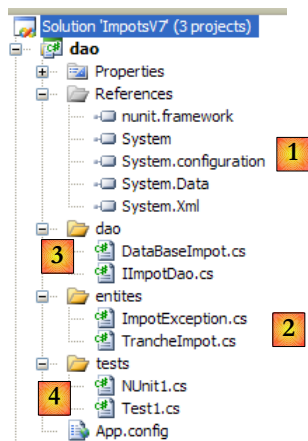 Solution 'ImpotsV7' (3 projects)
dao
Properties
References
nunit.framework
System
System.configuration
1
System.Data
System.Xml
dao
3
DataBaseImpot.cs
IImpotDao.cs
entites
ImpotException.cs
2
TrancheImpot.cs
tests
4
NUnit1.cs
Test1.cs
App.config